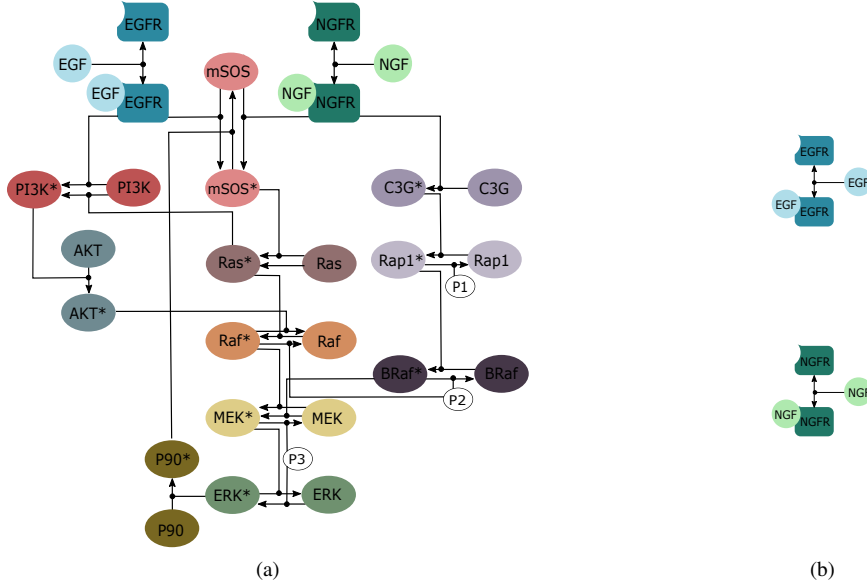 EGFR
NGFR
EGF
mSOS
NGF
EGF
EGFR
NGF
NGFR
EGFR
PI3K*
PI3K
mSOS*
C3G*
C3G
EGF
EGF
EGFR
AKT
Ras*
Ras
Rap1*
Rap1
P1
AKT*
Raf*
Raf
NGFR
BRaf*
BRaf
P2
NGF
NGF
NGFR
MEK*
MEK
P90*
P3
ERK*
ERK
P90
(a)
(b)